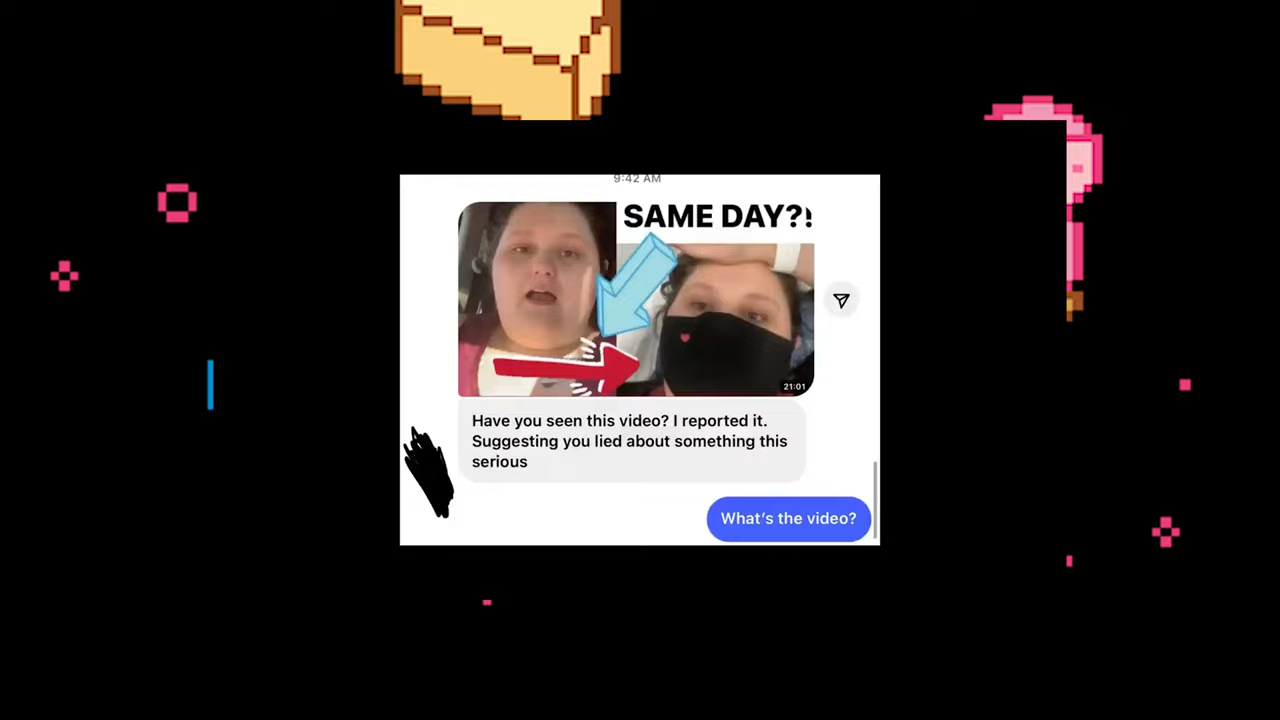 9:42 AM
SAME DAY?!
21:01
Have you seen this video? I reported it.
Suggesting you lied about something this
serious
What's the video?